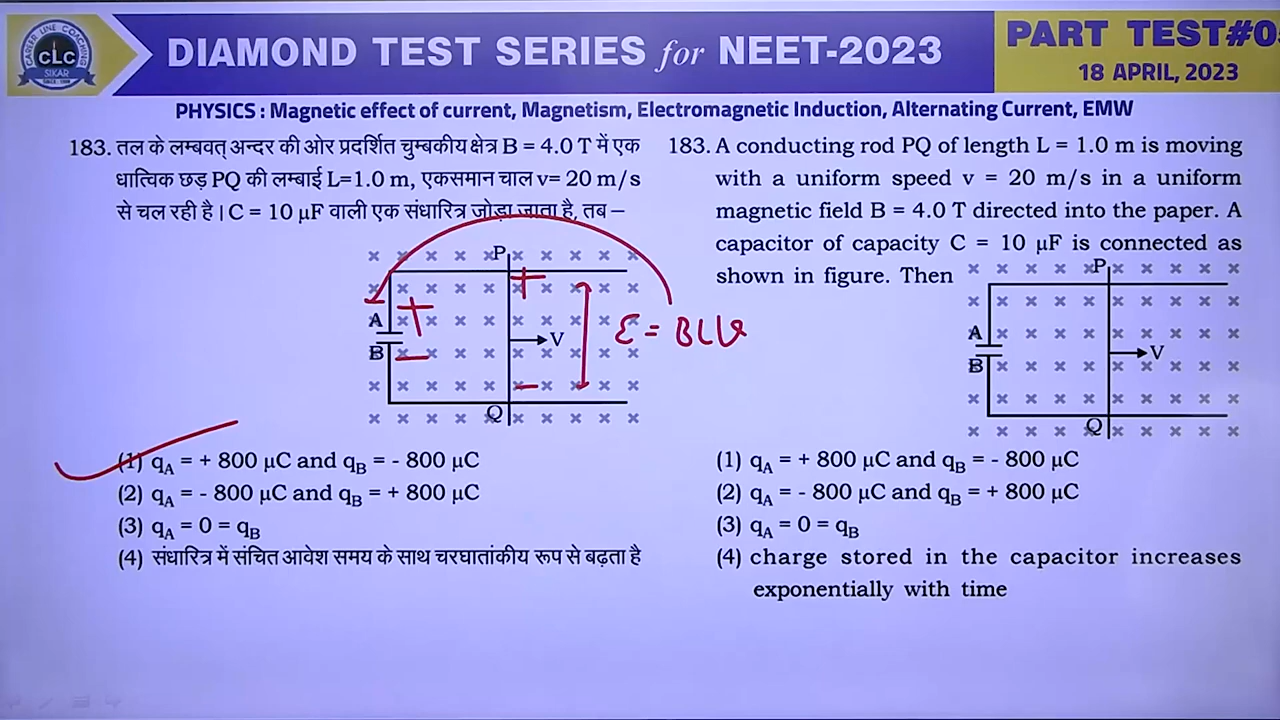 CAREER LINE COACHING
CLC
SIKAR
SINCE : 1996
DIAMOND TEST SERIES for NEET-2023
PART TEST#0
18 APRIL, 2023
PHYSICS : Magnetic effect of current, Magnetism, Electromagnetic Induction, Alternating Current, EMW
183. तल के लम्बवत् अन्दर की ओर प्रदर्शित चुम्बकीय क्षेत्र B = 4.0 T में एक
धात्विक छड़ PQ की लम्बाई L=1.0 m, एकसमान चाल v= 20 m/s
से चल रही है। C = 10 µF वाली एक संधारित्र जोड़ा जाता है, तब –
P
A
B
V
Q
+
+
–
–
ε = BLv
(1) qA = + 800 µC and qB = - 800 µC
(2) qA = - 800 µC and qB = + 800 µC
(3) qA = 0 = qB
(4) संधारित्र में संचित आवेश समय के साथ चरघातांकीय रूप से बढ़ता है
183. A conducting rod PQ of length L = 1.0 m is moving
with a uniform speed v = 20 m/s in a uniform
magnetic field B = 4.0 T directed into the paper. A
capacitor of capacity C = 10 µF is connected as
shown in figure. Then
P
A
B
V
Q
(1) qA = + 800 µC and qB = - 800 µC
(2) qA = - 800 µC and qB = + 800 µC
(3) qA = 0 = qB
(4) charge stored in the capacitor increases
exponentially with time